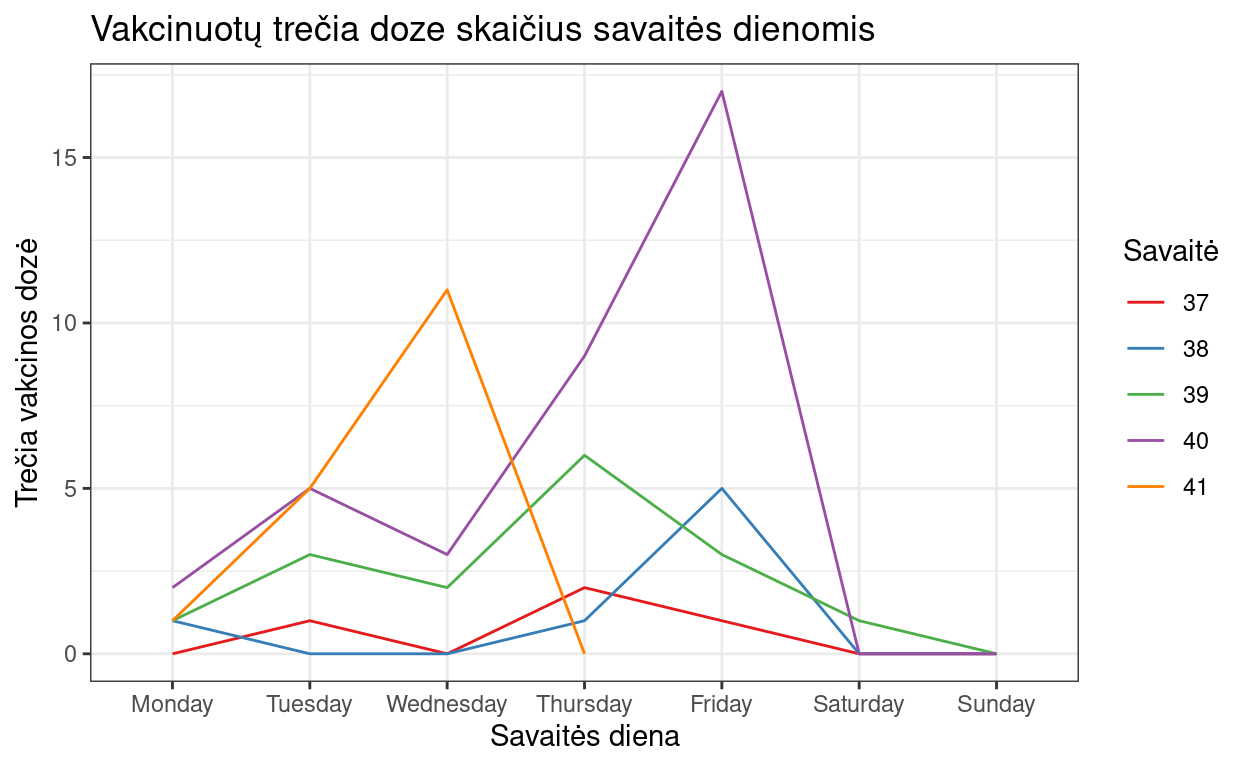 Vakcinuotų trečia doze skaičius savaitės dienomis
Trečia vakcinos dozė
15
10
5
0
Monday
Tuesday
Wednesday
Thursday
Friday
Saturday
Sunday
Savaitės diena
Savaitė
37
38
39
40
41